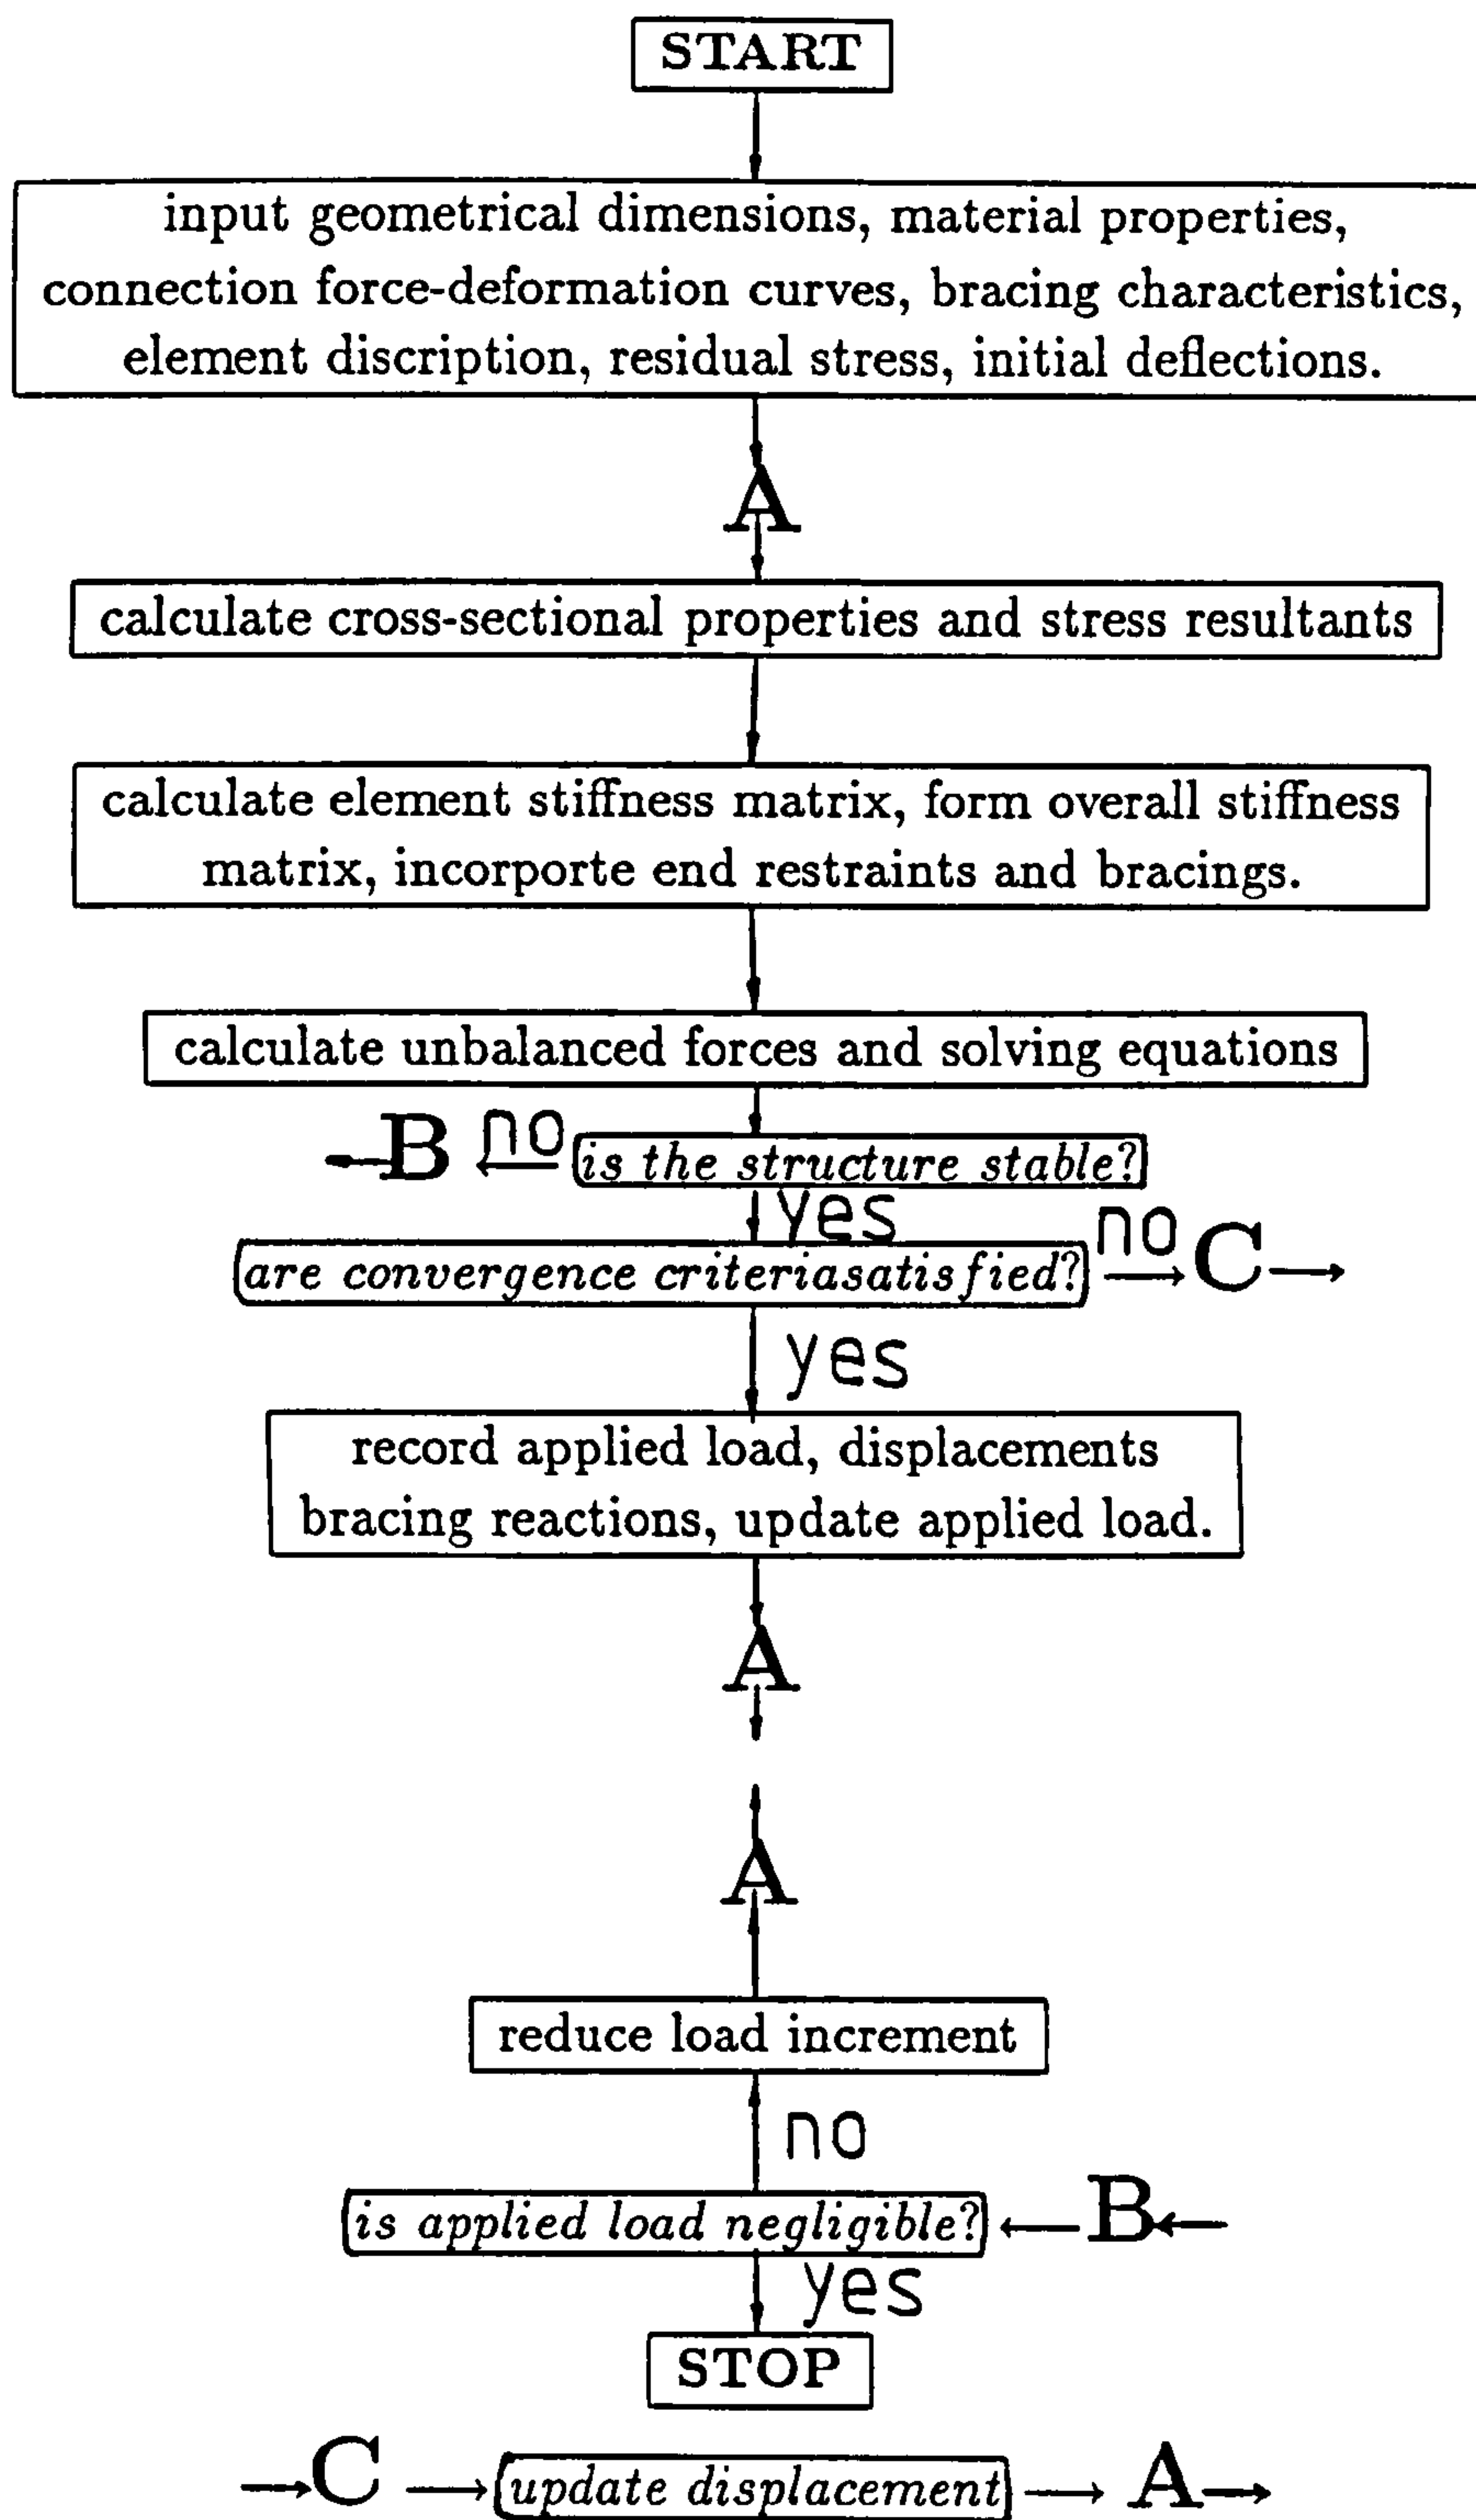 START
input geometrical dimensions, material properties,
connection force-deformation curves, bracing characteristics,
element discription, residual stress, initial deflections.
A
calculate cross-sectional properties and stress resultants
calculate element stiffness matrix, form overall stiffness
matrix, incorporte end restraints and bracings.
calculate unbalanced forces and solving equations
B no is the structure stable?
yes
are convergence criteriasatisfied? no C
yes
record applied load, displacements
bracing reactions, update applied load.
A
A
reduce load increment
no
is applied load negligible? B
yes
STOP
C update displacement A